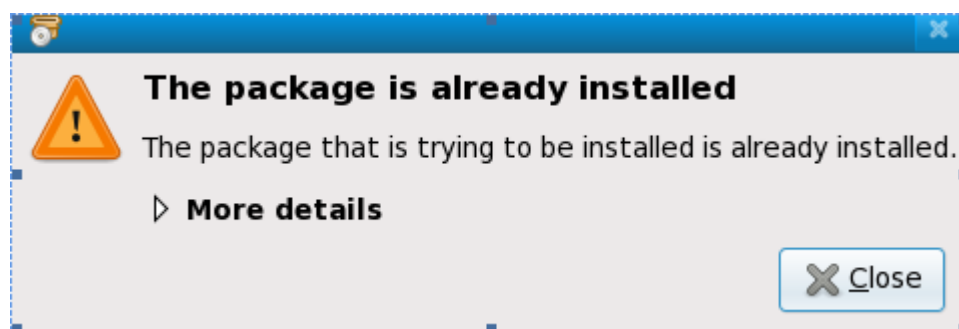 The package is already installed
The package that is trying to be installed is already installed.
More details
Close